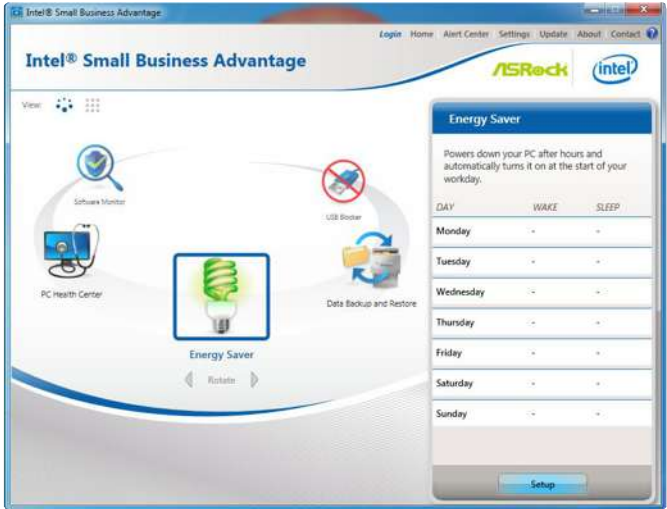 Intel® Small Business Advantage
Login Home Alert Center Settings Update About Contact
Intel® Small Business Advantage
ASRock
intel
View:
Software Monitor
USB Blocker
PC Health Center
Data Backup and Restore
Energy Saver
Rotate
Energy Saver
Powers down your PC after hours and
automatically turns it on at the start of your
workday.
DAY WAKE SLEEP
Monday - -
Tuesday - -
Wednesday - -
Thursday - -
Friday - -
Saturday - -
Sunday - -
Setup